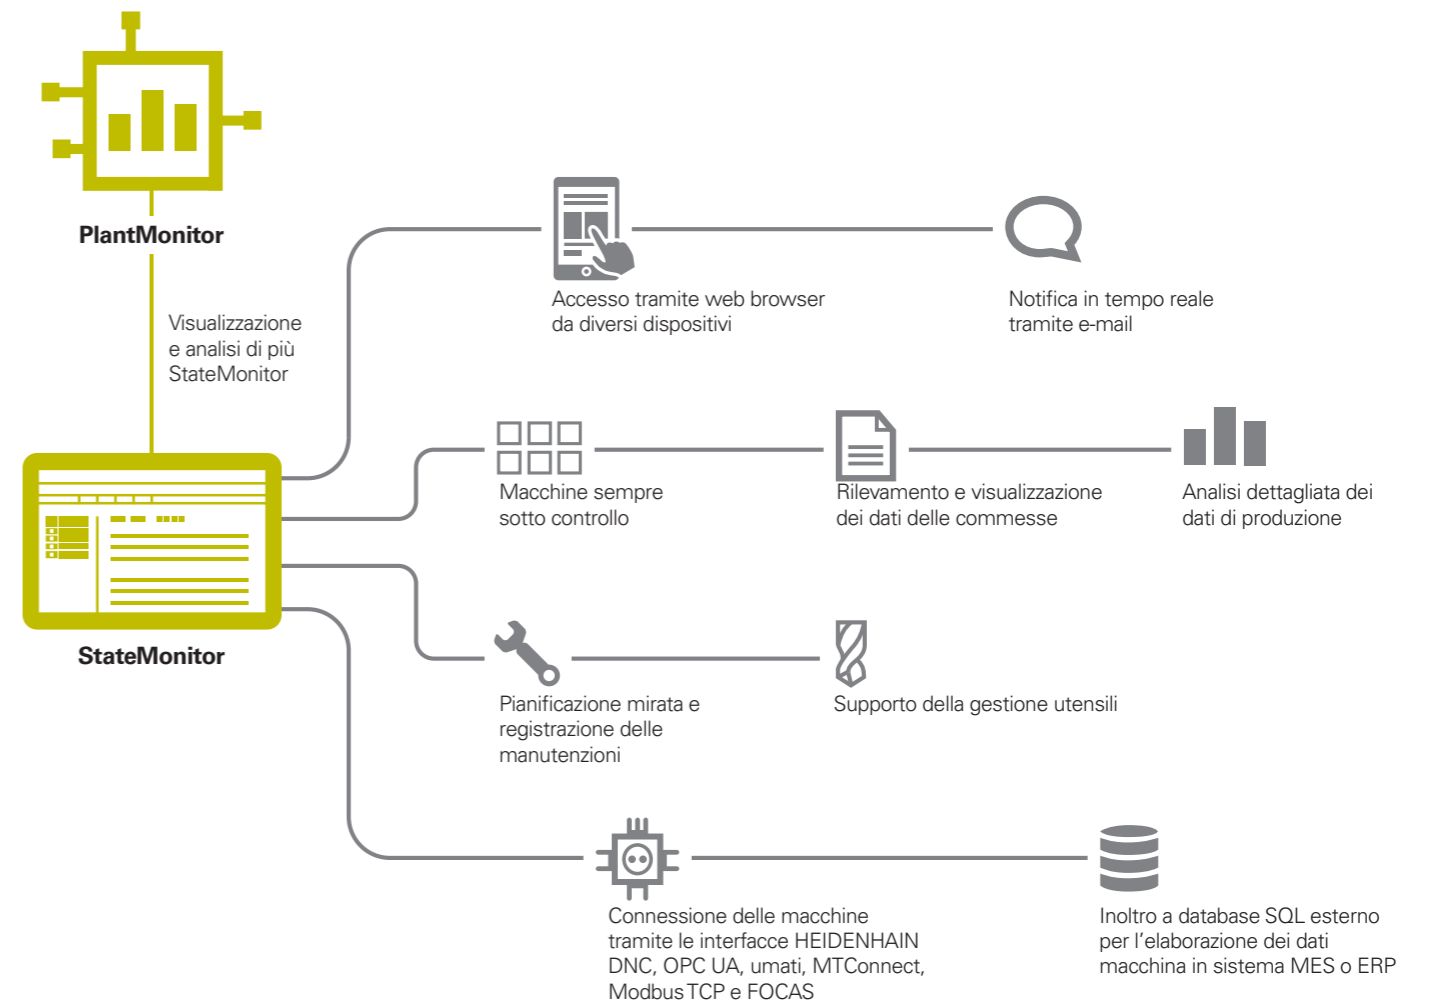 PlantMonitor
Visualizzazione
e analisi di più
StateMonitor
StateMonitor
Accesso tramite web browser
da diversi dispositivi
Notifica in tempo reale
tramite e-mail
Macchine sempre
sotto controllo
Rilevamento e visualizzazione
dei dati delle commesse
Analisi dettagliata dei
dati di produzione
Pianificazione mirata e
registrazione delle
manutenzioni
Supporto della gestione utensili
Connessione delle macchine
tramite le interfacce HEIDENHAIN
DNC, OPC UA, umati, MTConnect,
Modbus TCP e FOCAS
Inoltro a database SQL esterno
per l'elaborazione dei dati
macchina in sistema MES o ERP